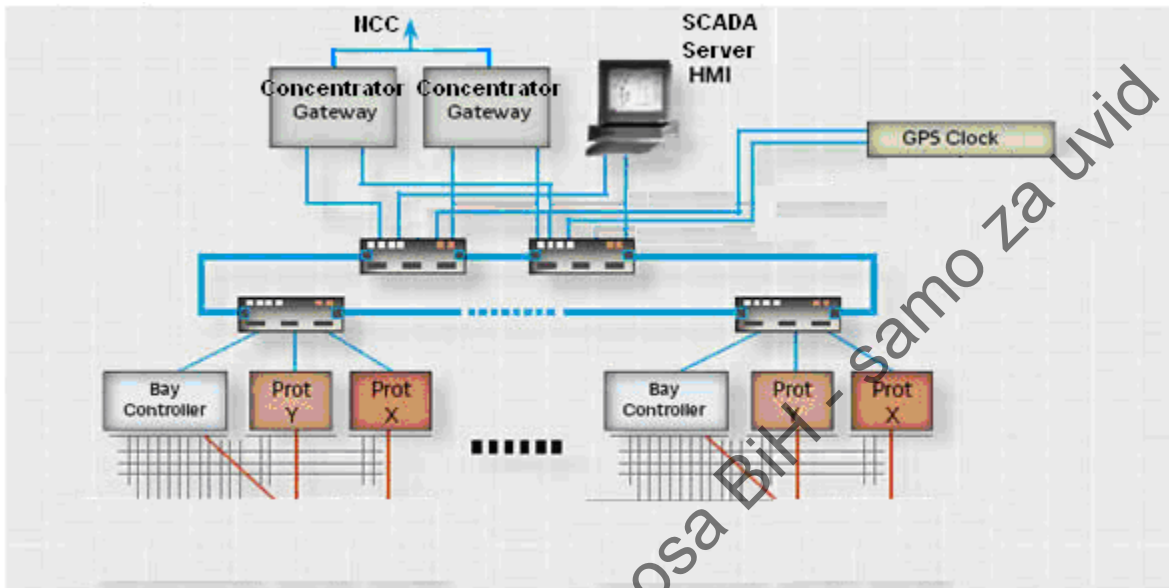 NCC
SCADA
Server
HMI
Concentrator
Gateway
Concentrator
Gateway
GPS Clock
Bay
Controller
Prot
Y
Prot
X
Bay
Controller
Prot
Prot
X
osa BiH - samo za uvid